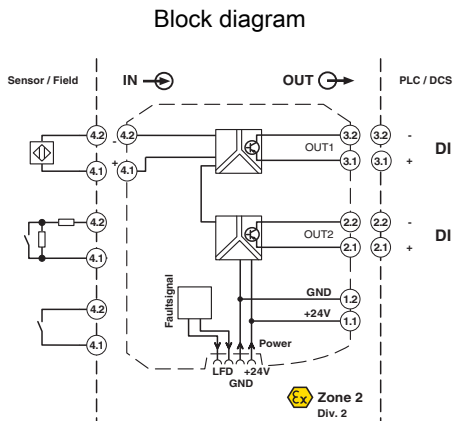 Block diagram
Sensor / Field
IN
OUT
PLC / DCS
4.2
4.2
-
3.2
3.2
-
OUT1
DI
4.1
+
4.1
3.1
3.1
+
4.2
2.2
2.2
-
OUT2
DI
4.1
2.1
2.1
+
Faultsignal
GND
1.2
4.2
+24V
1.1
4.1
Power
LFD
+24V
GND
Ex
Zone 2
Div. 2